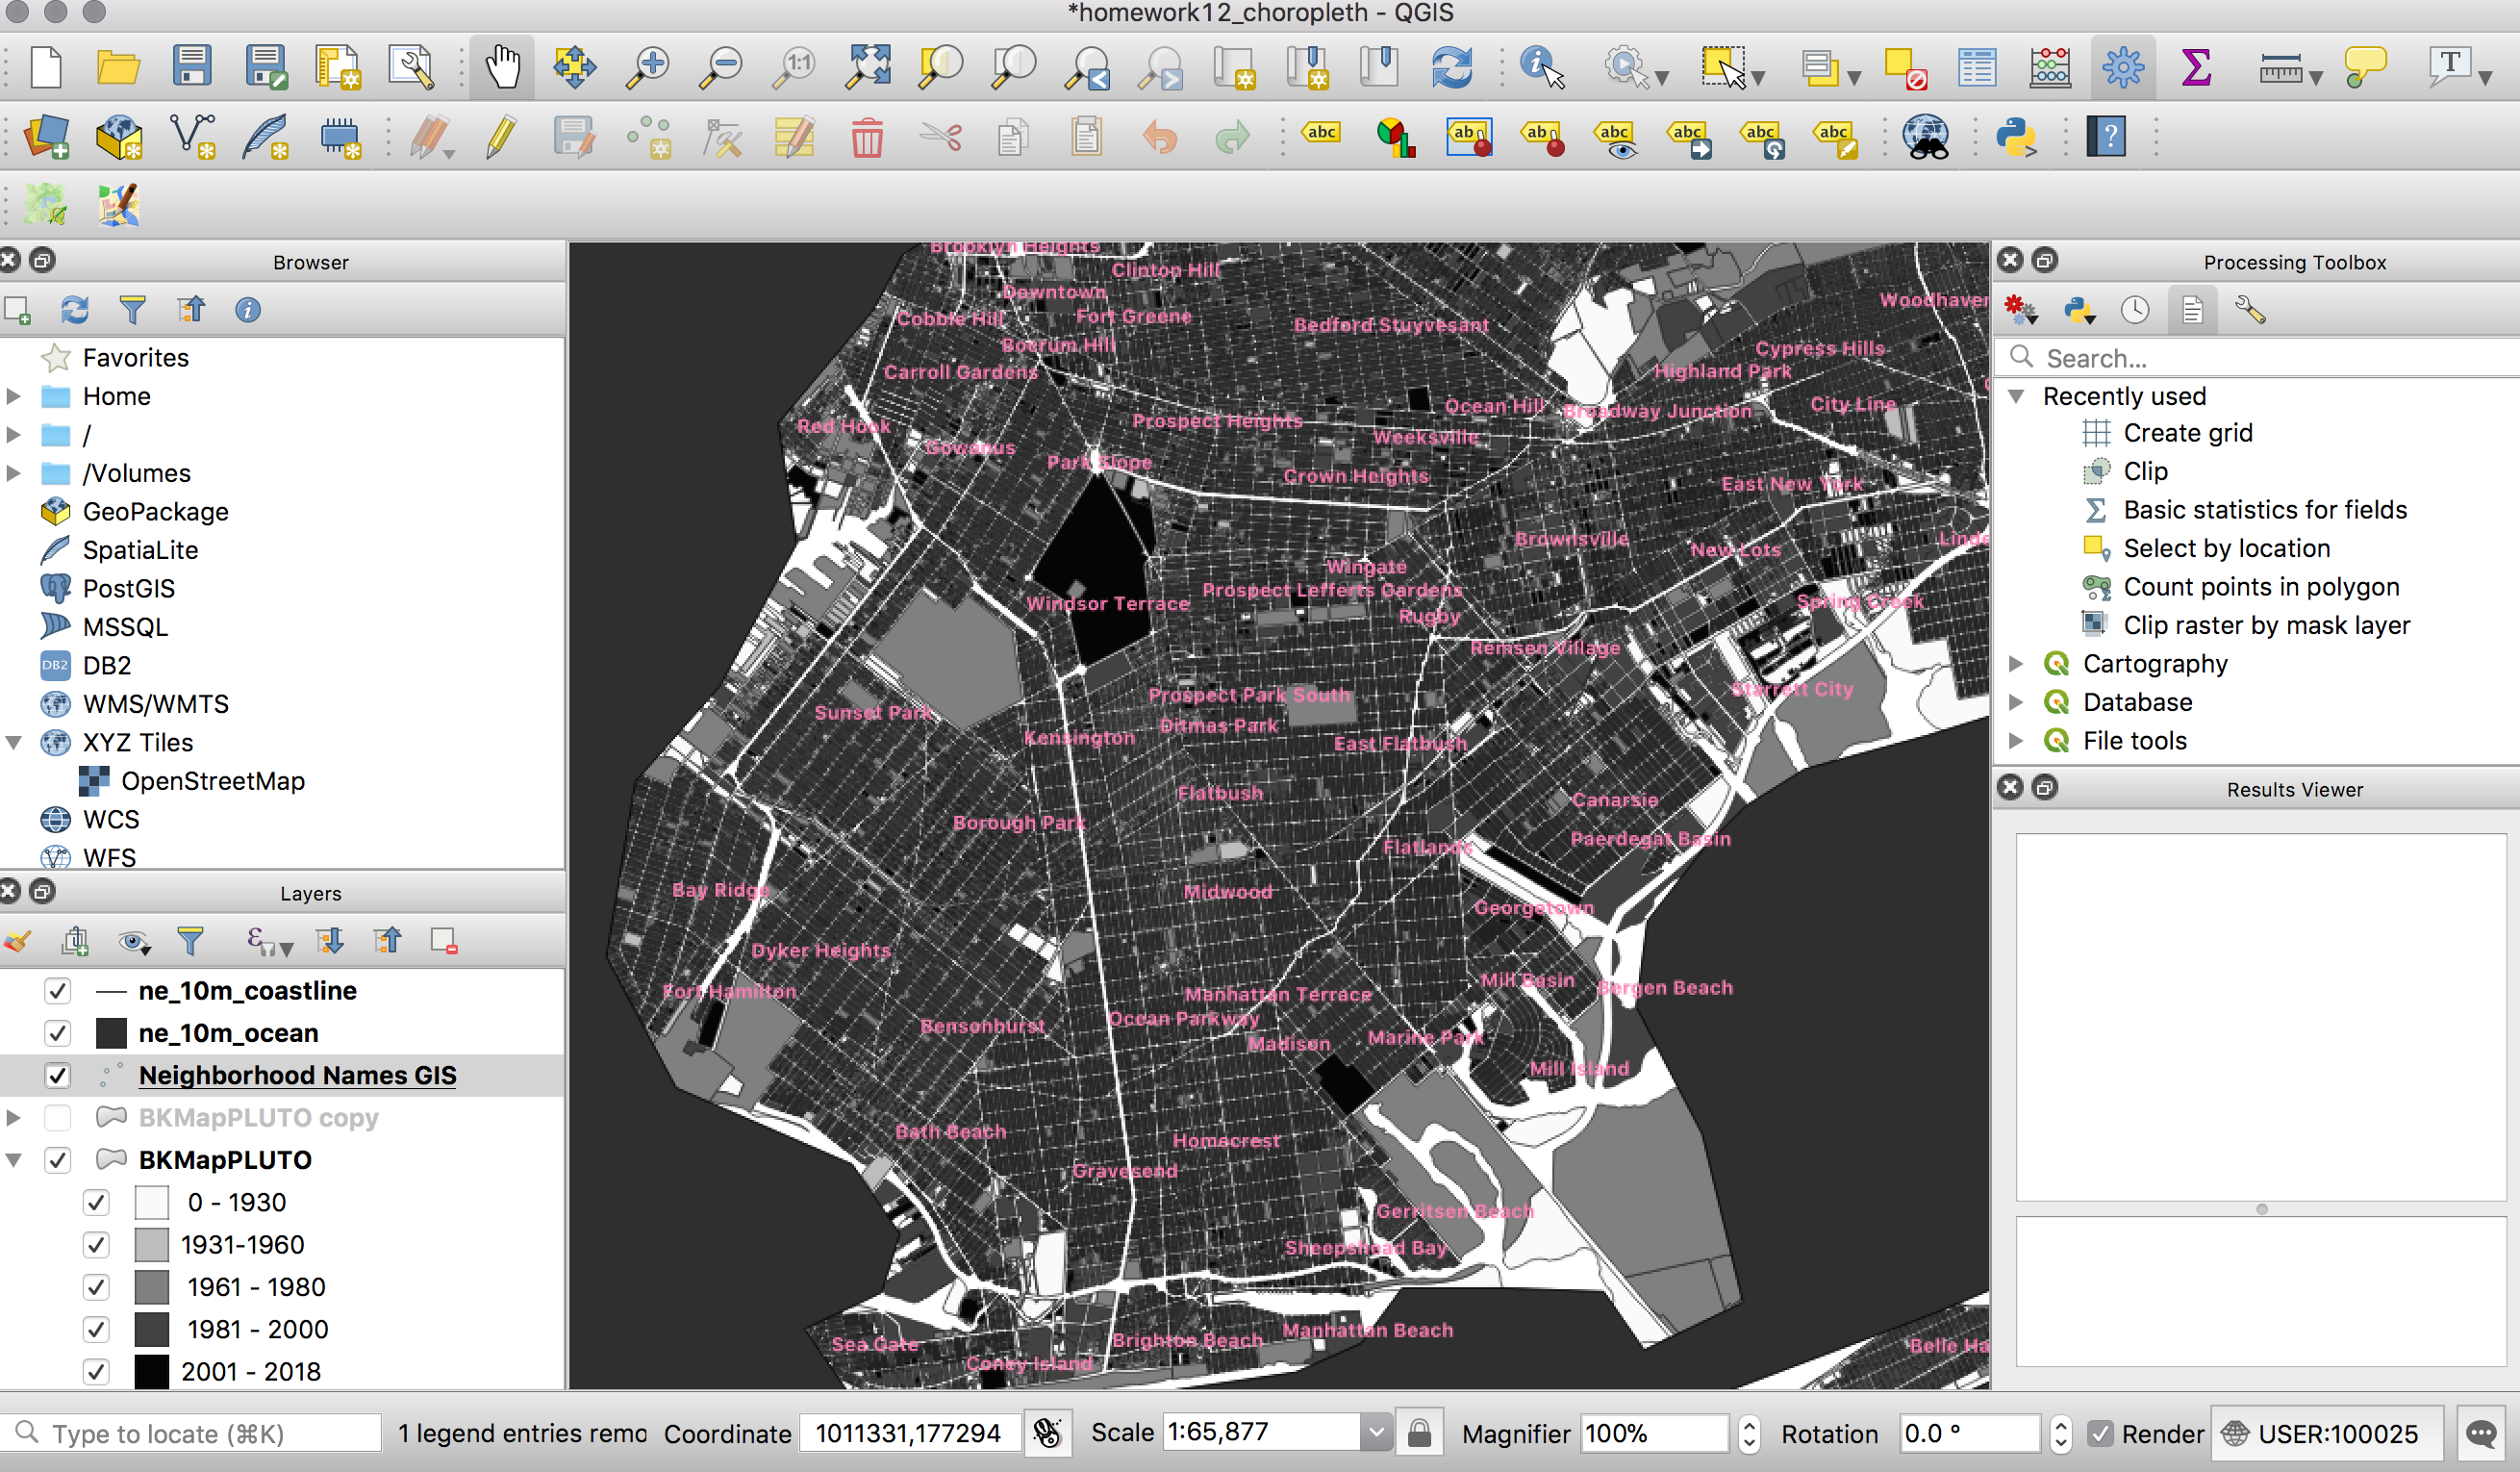 *homework12_choropleth - QGIS
1:1
abc
ab
ab
abc
abc
abc
abc
T
?
Browser
Favorites
Home
/
/Volumes
GeoPackage
SpatiaLite
PostGIS
MSSQL
DB2
DB2
WMS/WMTS
XYZ Tiles
OpenStreetMap
WCS
WFS
Layers
ne_10m_coastline
ne_10m_ocean
Neighborhood Names GIS
BKMapPLUTO copy
BKMapPLUTO
0 - 1930
1931-1960
1961 - 1980
1981 - 2000
2001 - 2018
Brooklyn Heights
Clinton Hill
Downtown
Woodhaven
Cobble Hill
Fort Greene
Bedford Stuyvesant
Boerum Hill
Cypress Hills
Carroll Gardens
Highland Park
Ocean Hill
Broadway Junction
City Line
Red Hook
Prospect Heights
Weeksville
Gowanus
Park Slope
Crown Heights
East New York
Brownsville
New Lots
Linde
Wingate
Windsor Terrace
Prospect Lefferts Gardens
Spring Creek
Rugby
Remsen Village
Starrett City
Prospect Park South
Sunset Park
Ditmas Park
Kensington
East Flatbush
Flatbush
Canarsie
Borough Park
Paerdegat Basin
Flatlands
Bay Ridge
Midwood
Georgetown
Dyker Heights
Mill Basin
Bergen Beach
Fort Hamilton
Manhattan Terrace
Ocean Parkway
Bensonhurst
Madison
Marine Park
Mill Island
Bath Beach
Homecrest
Gravesend
Gerritsen Beach
Sheepshead Bay
Manhattan Beach
Brighton Beach
Sea Gate
Coney Island
Belle Ha
Processing Toolbox
Search...
Recently used
Create grid
Clip
Basic statistics for fields
Select by location
Count points in polygon
Clip raster by mask layer
Cartography
Database
File tools
Results Viewer
Type to locate (⌘K)
1 legend entries remo
Coordinate
1011331,177294
Scale
1:65,877
Magnifier
100%
Rotation
0.0 °
Render
USER:100025